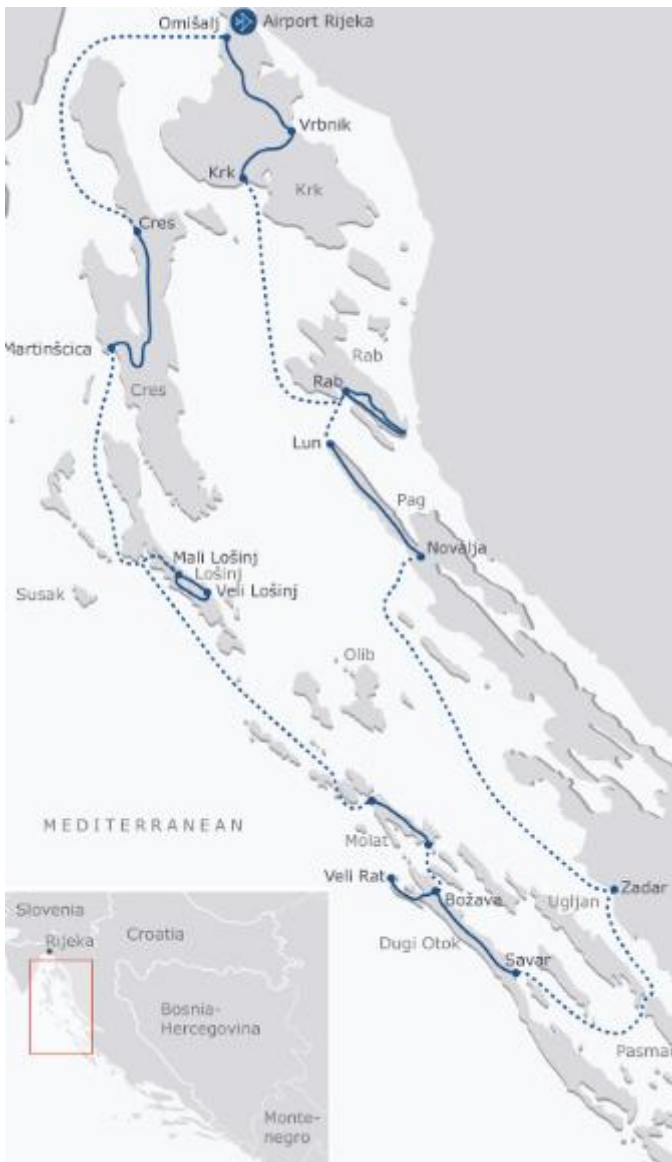 Omišalj
Airport Rijeka
Vrbnik
Krk
Krk
Cres
Martinšcica
Cres
Rab
Rab
Lun
Pag
Novalja
Mali Lošinj
Lošinj
Veli Lošinj
Susak
Olib
MEDITERRANEAN
Molat
Veli Rat
Božava
Zadar
Ugljan
Dugi Otok
Savar
Pasman
Slovenia
Rijeka
Croatia
Bosnia-
Hercegovina
Monte-
negro